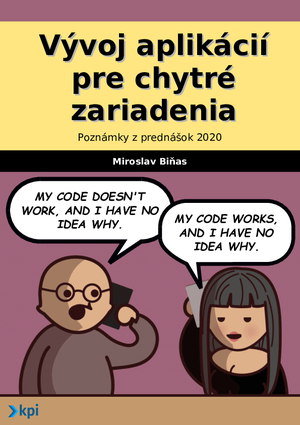 Vývoj aplikácií
pre chytré
zariadenia
Poznámky z prednášok 2020
Miroslav Biňas
MY CODE DOESN'T
WORK, AND I HAVE NO
IDEA WHY.
MY CODE WORKS,
AND I HAVE NO
IDEA WHY.
kpi